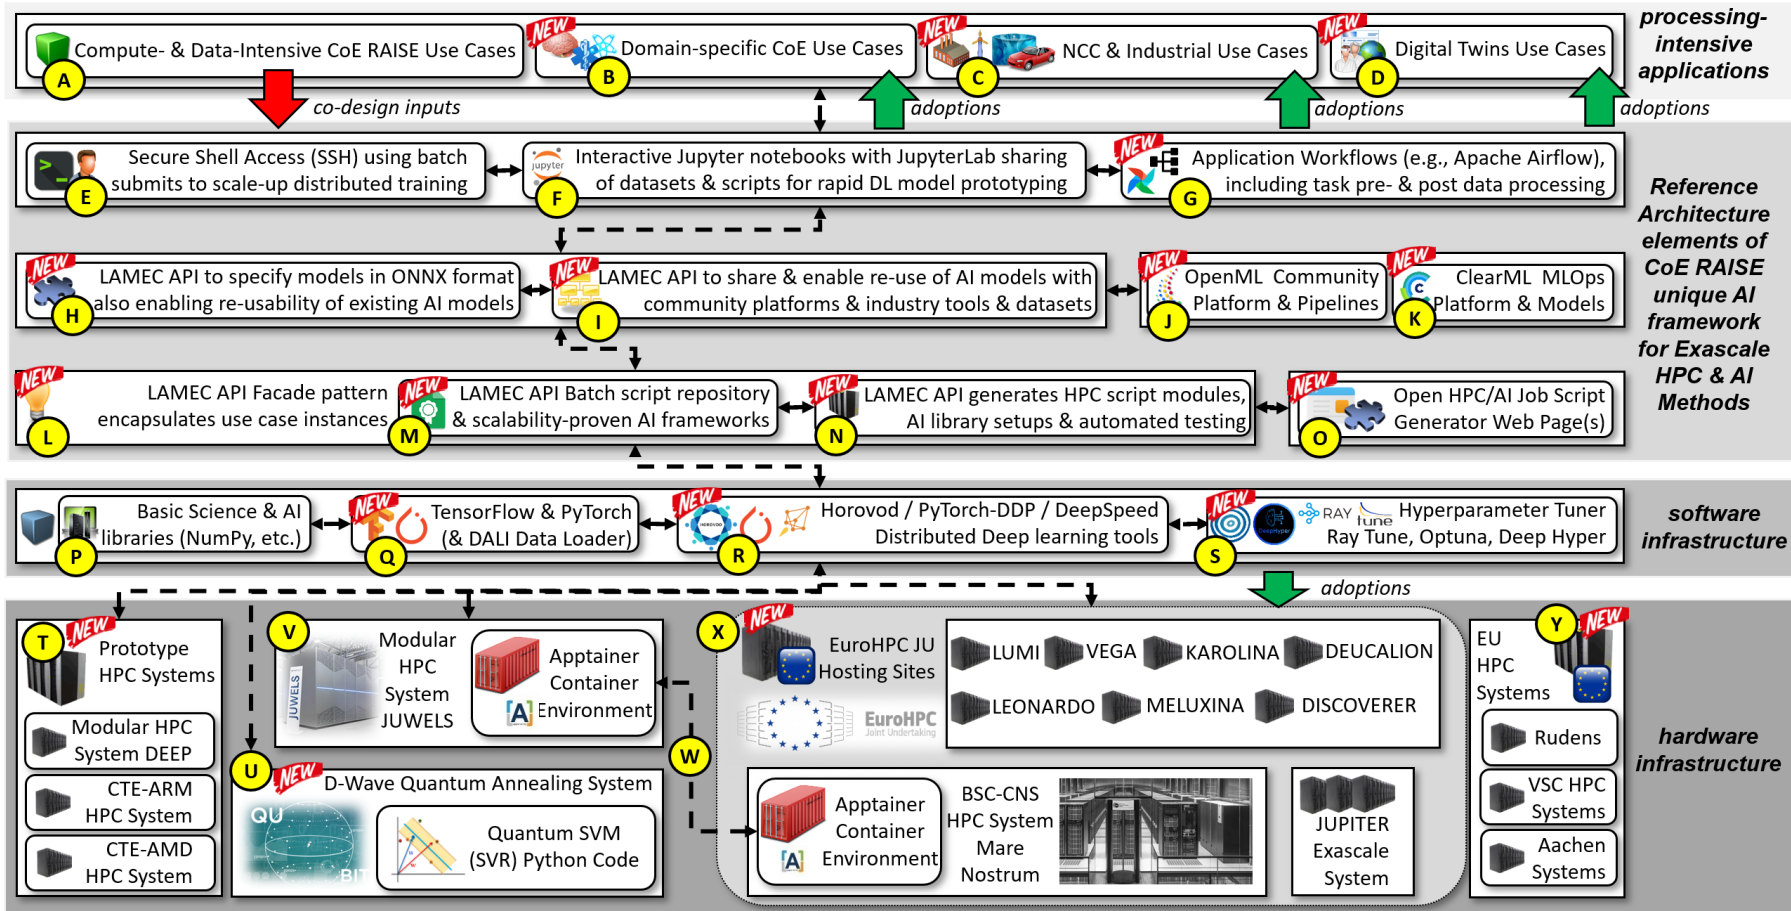 NEW
Compute- & Data-Intensive CoE RAISE Use Cases
A
NEW
Domain-specific CoE Use Cases
B
NEW
NCC & Industrial Use Cases
C
NEW
Digital Twins Use Cases
D
processing-
intensive
applications
co-design inputs
adoptions
adoptions
adoptions
Secure Shell Access (SSH) using batch
submits to scale-up distributed training
E
jupyter
Interactive Jupyter notebooks with JupyterLab sharing
of datasets & scripts for rapid DL model prototyping
F
NEW
Application Workflows (e.g., Apache Airflow),
including task pre- & post data processing
G
Reference
Architecture
elements of
CoE RAISE
unique AI
framework
for Exascale
HPC & AI
Methods
NEW
LAMEC API to specify models in ONNX format
also enabling re-usability of existing AI models
H
NEW
LAMEC API to share & enable re-use of AI models with
community platforms & industry tools & datasets
I
NEW
OpenML Community
Platform & Pipelines
J
NEW
ClearML MLOps
Platform & Models
K
NEW
LAMEC API Facade pattern
encapsulates use case instances
L
NEW
LAMEC API Batch script repository
& scalability-proven AI frameworks
M
NEW
LAMEC API generates HPC script modules,
AI library setups & automated testing
N
NEW
Open HPC/AI Job Script
Generator Web Page(s)
O
Basic Science & AI
libraries (NumPy, etc.)
P
NEW
TensorFlow & PyTorch
(& DALI Data Loader)
Q
NEW
HOROVOD
Horovod / PyTorch-DDP / DeepSpeed
Distributed Deep learning tools
R
NEW
DeepHyper
RAY
tune
Hyperparameter Tuner
Ray Tune, Optuna, Deep Hyper
S
software
infrastructure
adoptions
T
NEW
Prototype
HPC Systems
Modular HPC
System DEEP
CTE-ARM
HPC System
CTE-AMD
HPC System
V
JUWELS
Modular
HPC
System
JUWELS
Apptainer
Container
Environment
[A]
U
NEW
D-Wave Quantum Annealing System
QU
BIT
Quantum SVM
(SVR) Python Code
W
X
NEW
EuroHPC JU
Hosting Sites
EuroHPC
Joint Undertaking
LUMI
VEGA
KAROLINA
DEUCALION
LEONARDO
MELUXINA
DISCOVERER
Apptainer
Container
Environment
[A]
BSC-CNS
HPC System
Mare
Nostrum
JUPITER
Exascale
System
Y
NEW
EU
HPC
Systems
Rudens
VSC HPC
Systems
Aachen
Systems
hardware
infrastructure